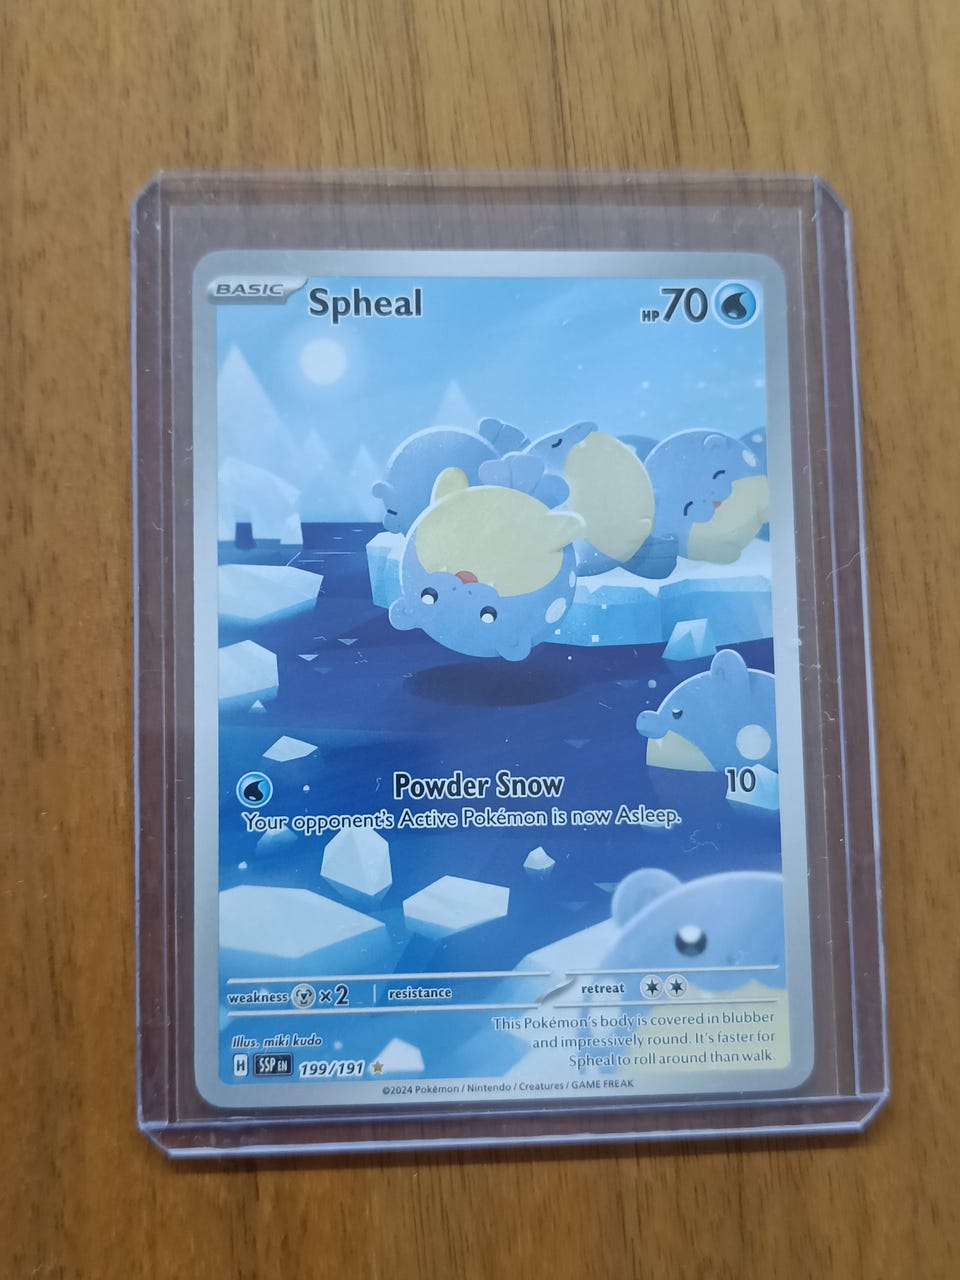 BASIC Spheal HP 70
Powder Snow 10
Your opponent's Active Pokémon is now Asleep.
weakness ×2 resistance retreat
This Pokémon's body is covered in blubber
and impressively round. It's faster for
Spheal to roll around than walk.
Illus. miki kudo
H SSP EN 199/191
©2024 Pokémon / Nintendo / Creatures / GAME FREAK